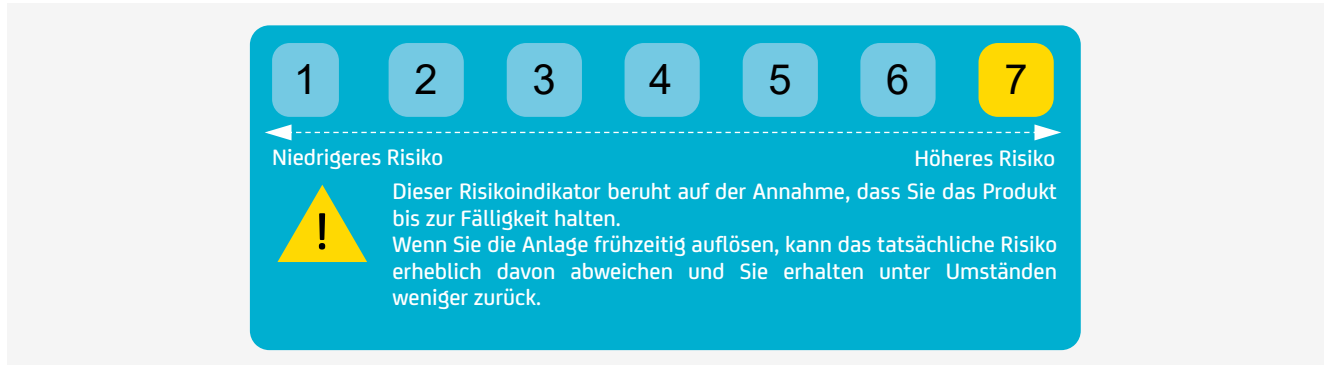 1 2 3 4 5 6 7
Niedrigeres Risiko Höheres Risiko
!
Dieser Risikoindikator beruht auf der Annahme, dass Sie das Produkt
bis zur Fälligkeit halten.
Wenn Sie die Anlage frühzeitig auflösen, kann das tatsächliche Risiko
erheblich davon abweichen und Sie erhalten unter Umständen
weniger zurück.